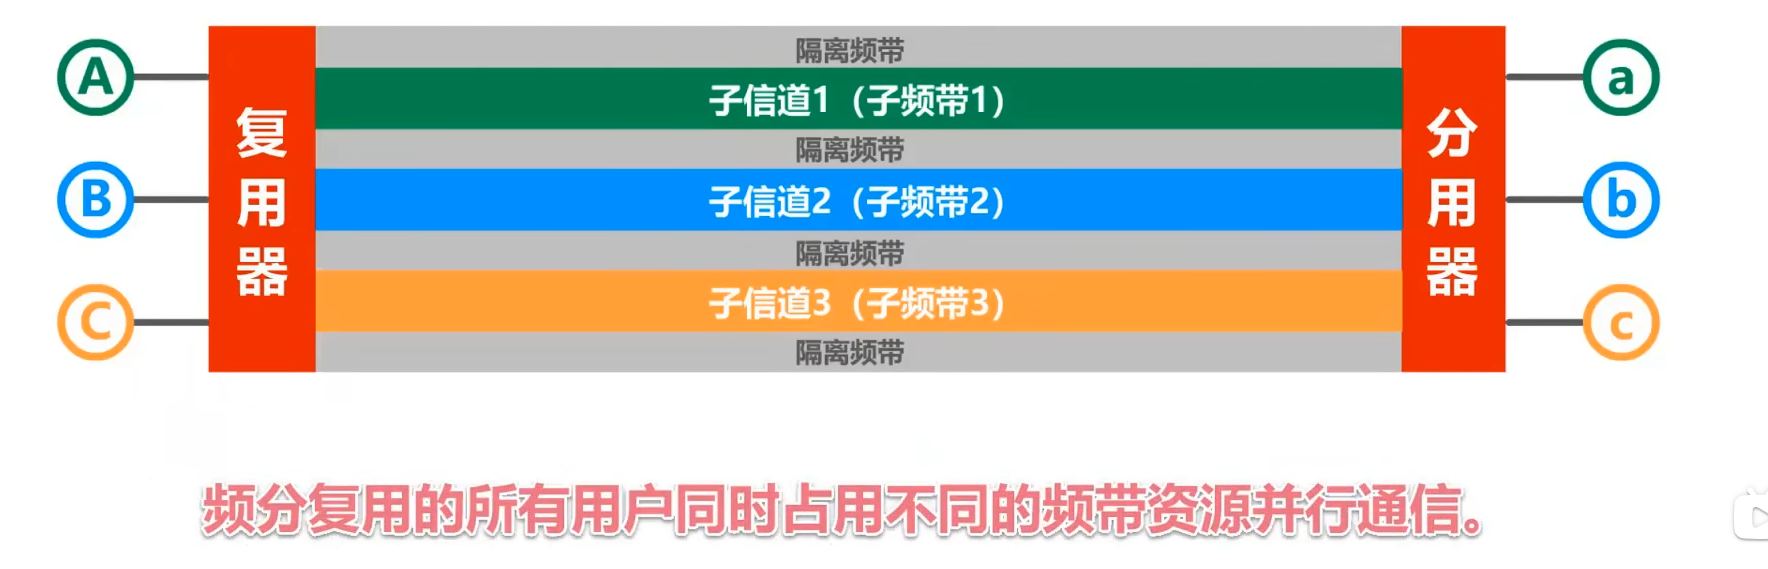 隔离频带
A
子信道1（子频带1）
a
隔离频带
复用器
分用器
B
子信道2（子频带2）
b
隔离频带
C
子信道3（子频带3）
c
隔离频带
频分复用的所有用户同时占用不同的频带资源并行通信。